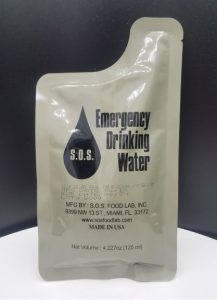 Emergency
Drinking
Water
S.O.S.
MFG BY: S.O.S. FOOD LAB, INC.
9399 NW 13 ST, MIAMI, FL. 33172
www.sosfoodlab.com
MADE IN USA
Net Volume : 4.227oz (125 ml)